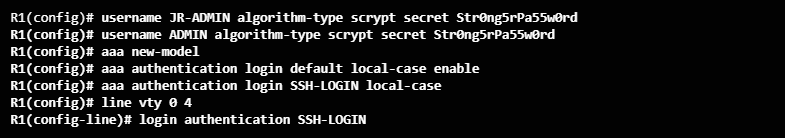 R1(config)# username JR-ADMIN algorithm-type scrypt secret Str0ng5rPa55w0rd
R1(config)# username ADMIN algorithm-type scrypt secret Str0ng5rPa55w0rd
R1(config)# aaa new-model
R1(config)# aaa authentication login default local-case enable
R1(config)# aaa authentication login SSH-LOGIN local-case
R1(config)# line vty 0 4
R1(config-line)# login authentication SSH-LOGIN